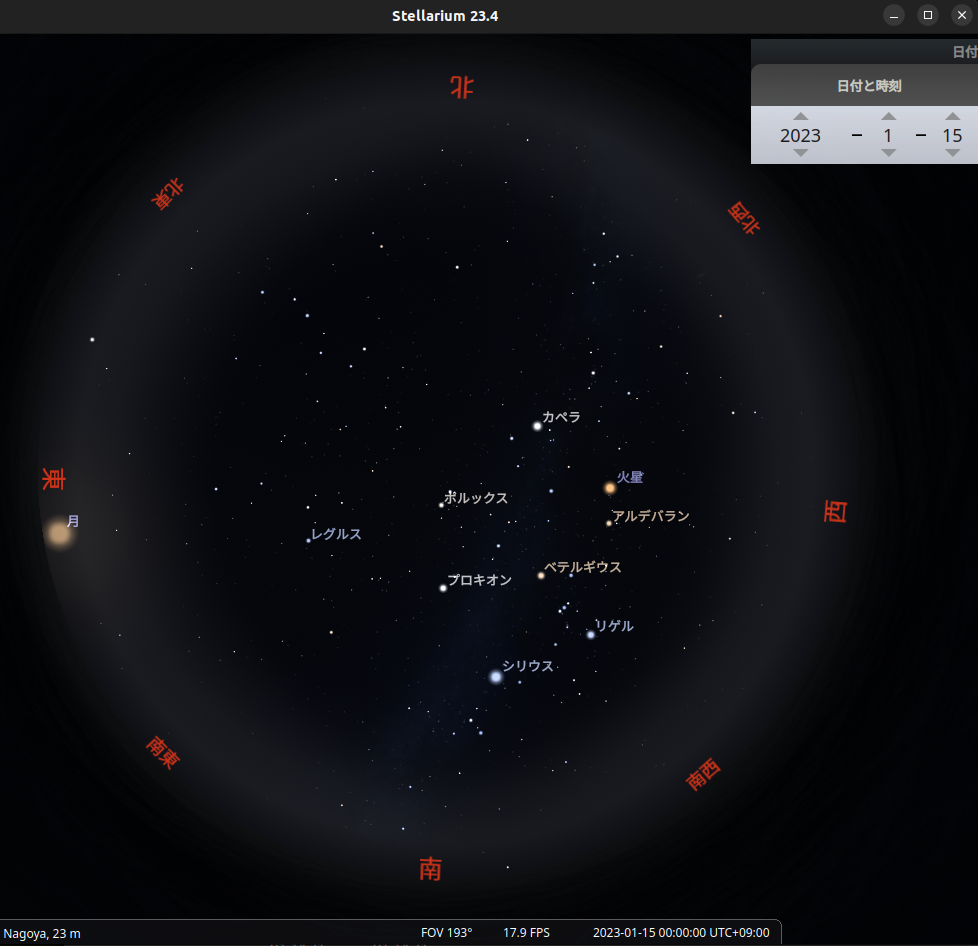 Stellarium 23.4
日付
日付と時刻
2023 - 1 - 15
北
北東
北西
カペラ
火星
東
ポルックス
アルデバラン
西
月
レグルス
ベテルギウス
プロキオン
リゲル
シリウス
南東
南西
南
Nagoya, 23 m
FOV 193°
17.9 FPS
2023-01-15 00:00:00 UTC+09:00